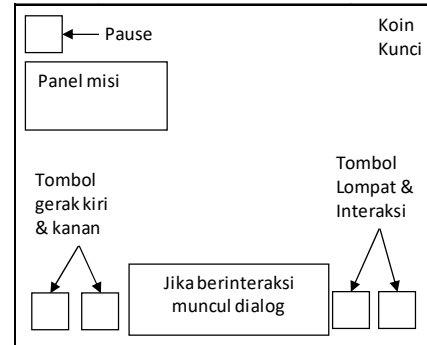 Pause
Koin
Kunci
Panel misi
Tombol
gerak kiri
& kanan
Tombol
Lompat &
Interaksi
Jika berinteraksi
muncul dialog